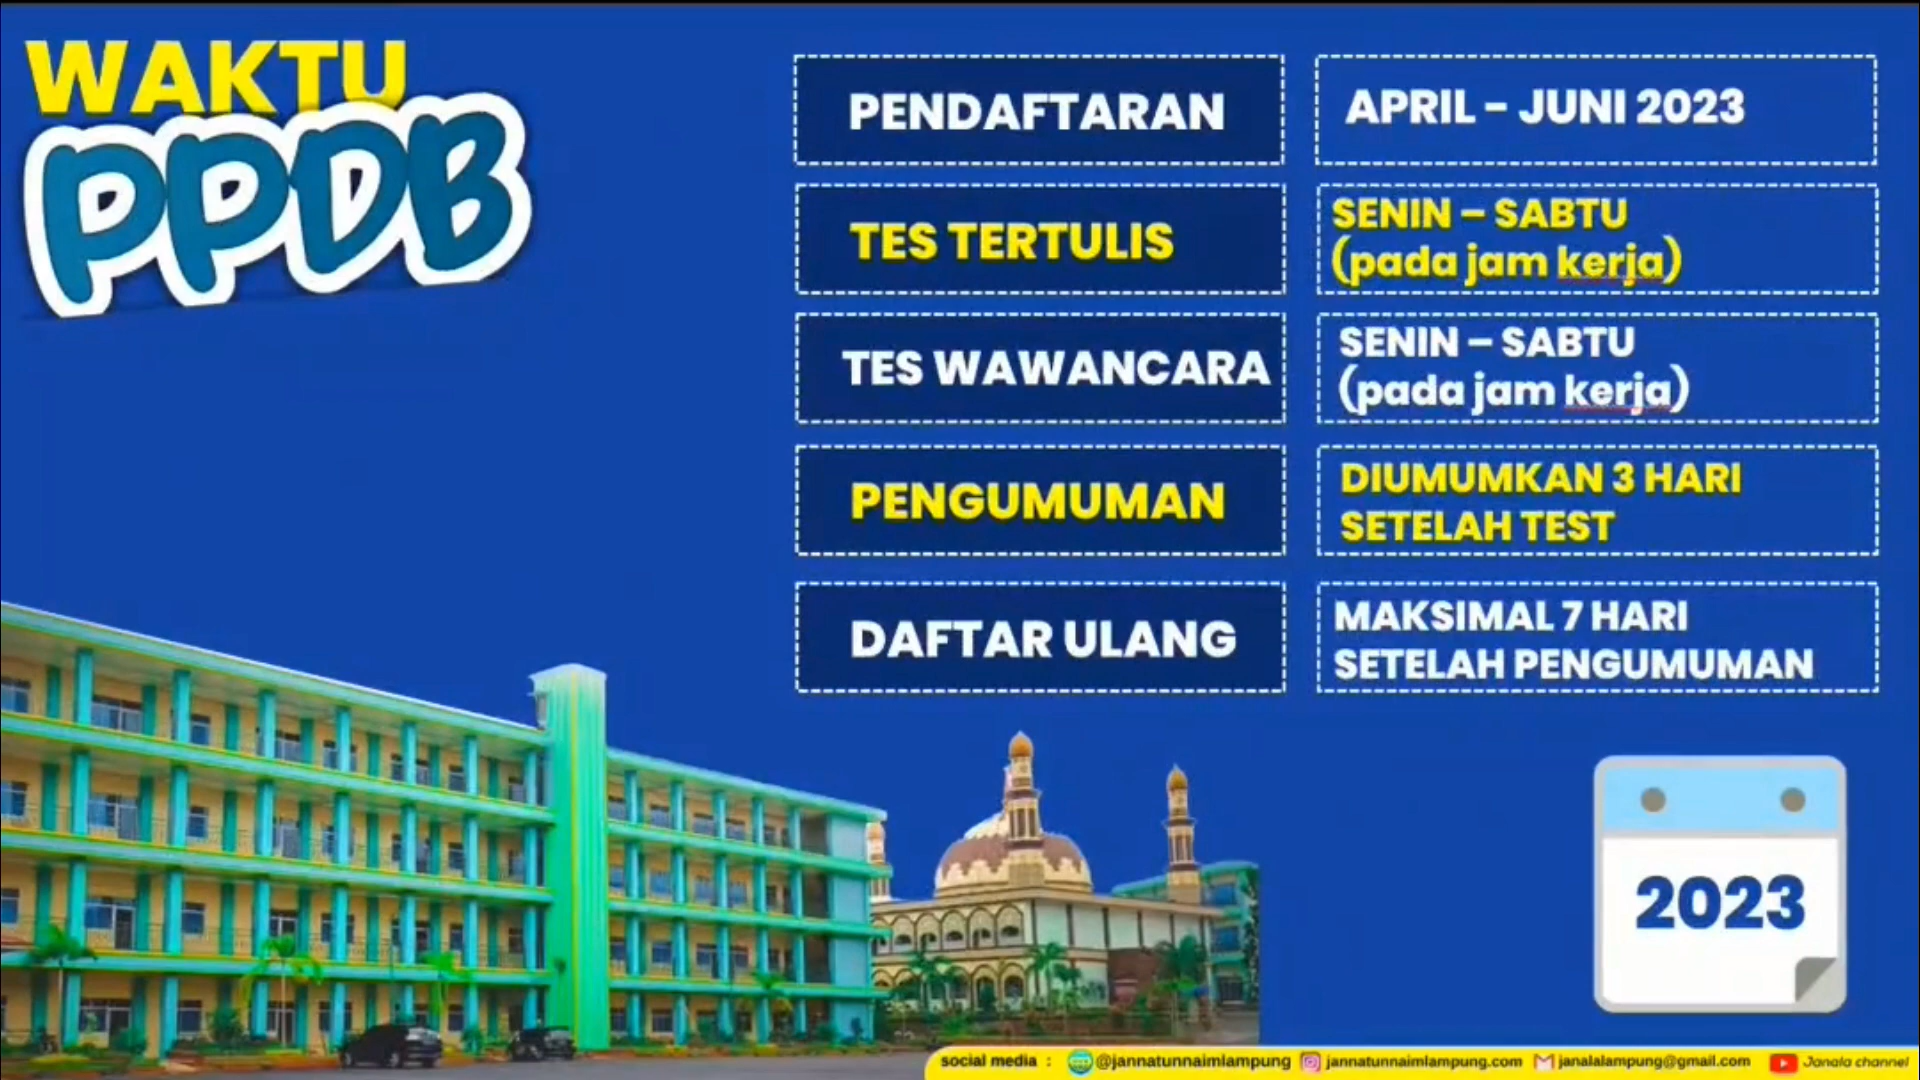 WAKTU
PPDB
PENDAFTARAN
APRIL – JUNI 2023
TES TERTULIS
SENIN – SABTU
(pada jam kerja)
TES WAWANCARA
SENIN – SABTU
(pada jam kerja)
PENGUMUMAN
DIUMUMKAN 3 HARI
SETELAH TEST
DAFTAR ULANG
MAKSIMAL 7 HARI
SETELAH PENGUMUMAN
2023
social media : @jannatunnaimlampung jannatunnaimlampung.com janalalampung@gmail.com Janala channel